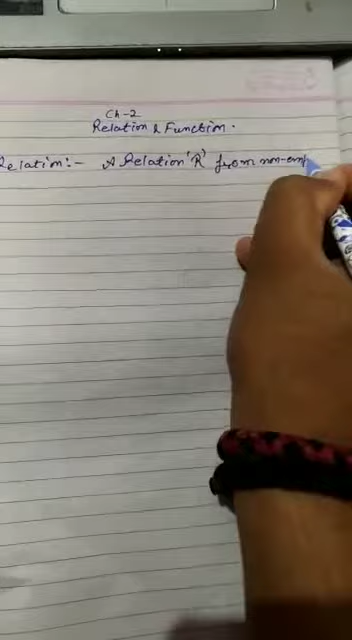 Ch-2
Relation & Function.
Relation:- A Relation 'R' from non-emp